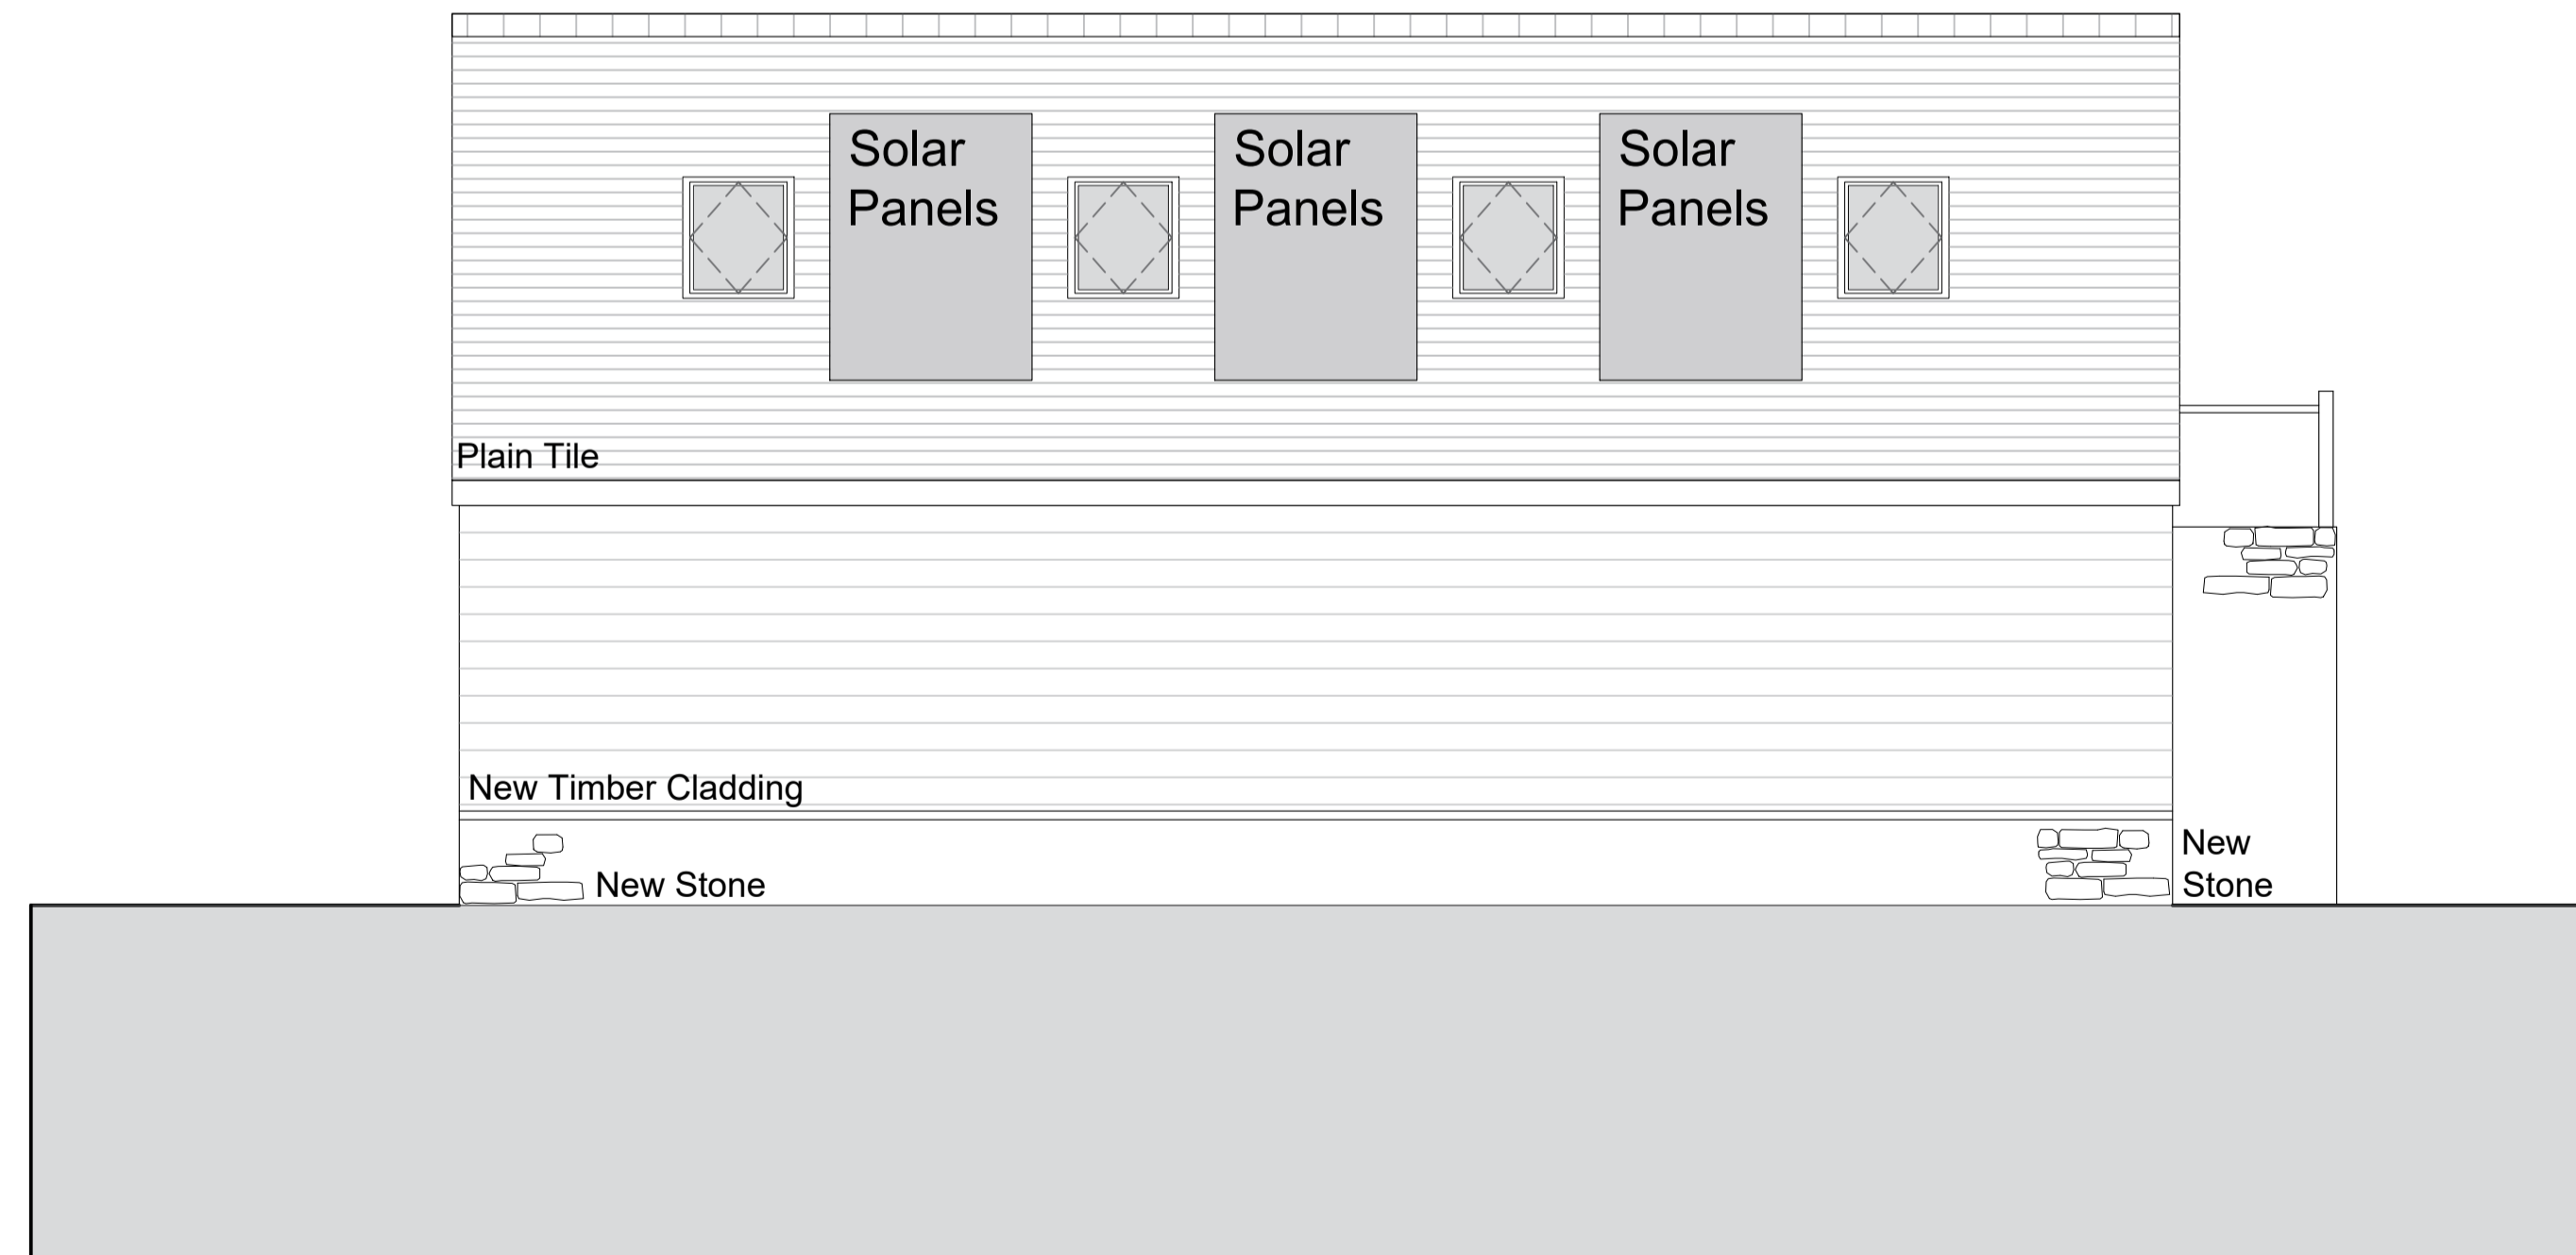 Solar
Panels
Solar
Panels
Solar
Panels
Plain Tile
New Timber Cladding
New Stone
New
Stone